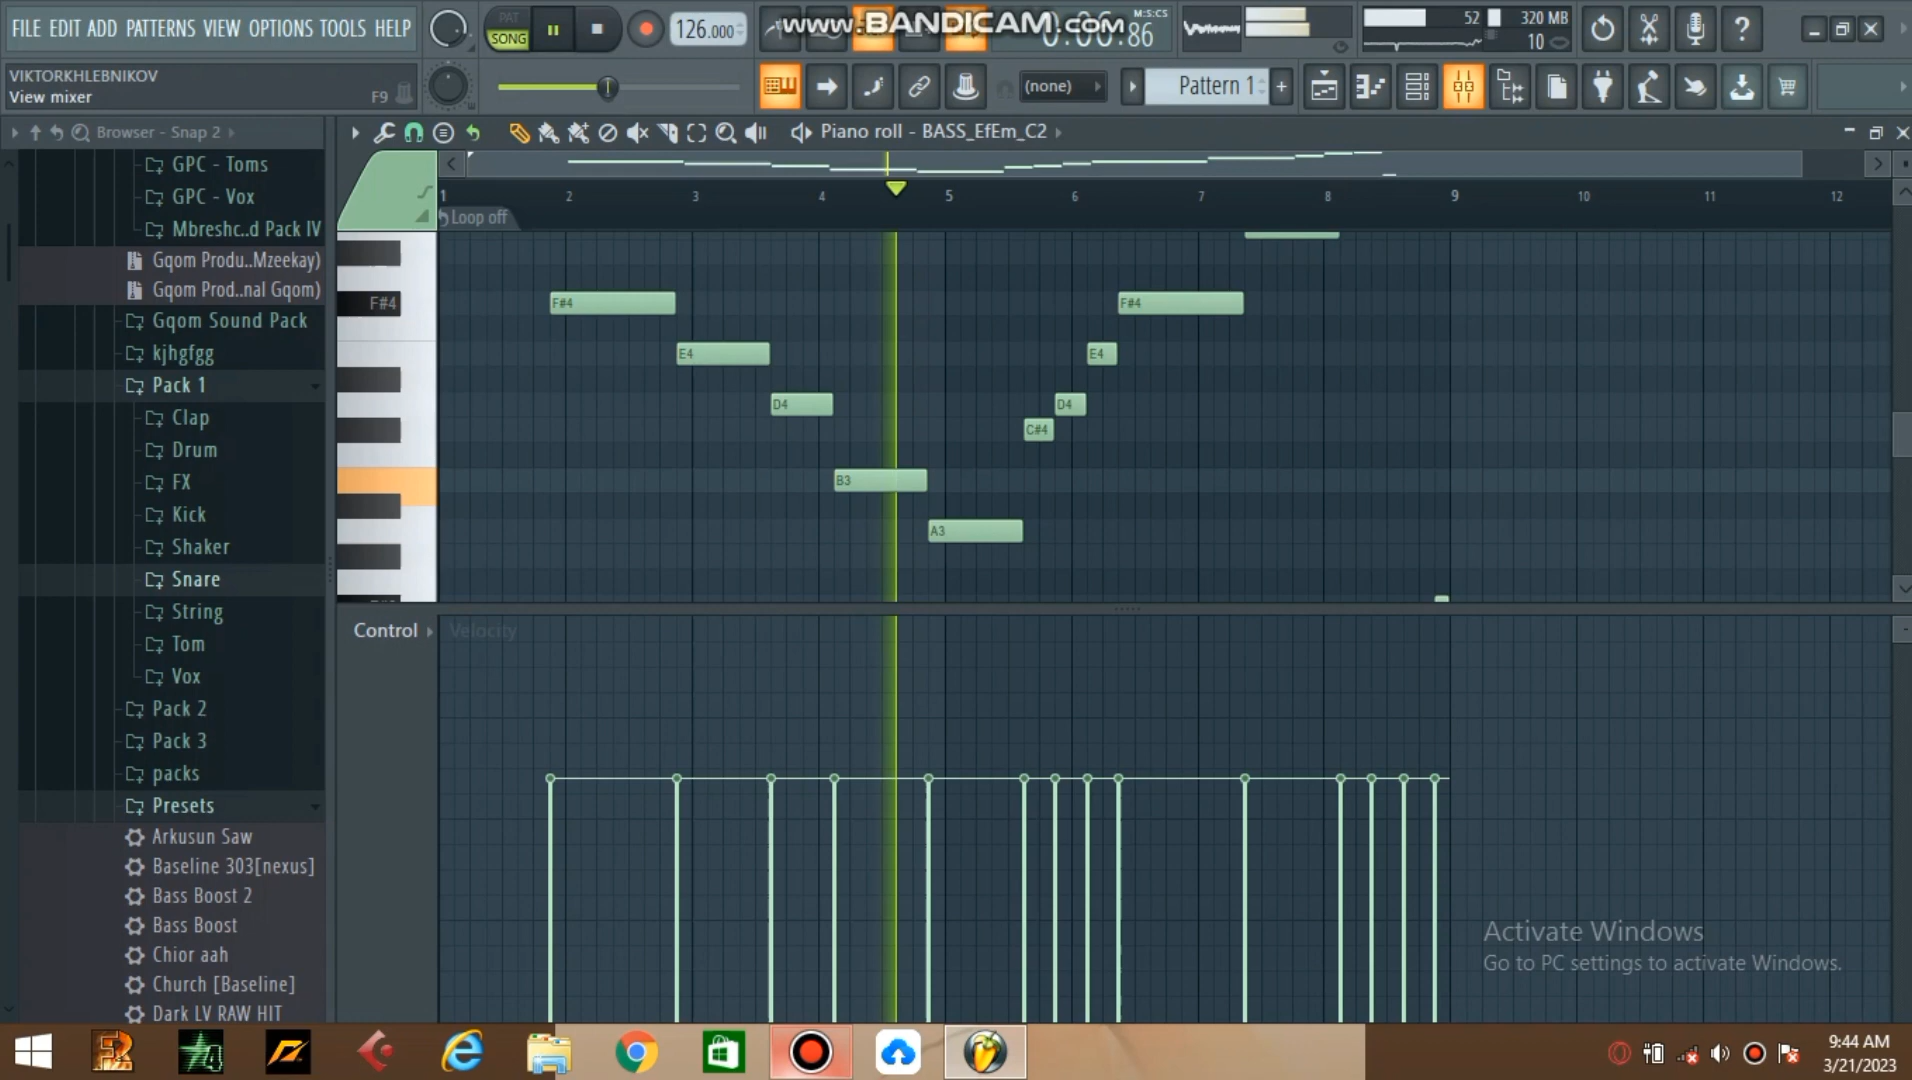 FILE EDIT ADD PATTERNS VIEW OPTIONS TOOLS HELP
PAT
SONG
126.000
www.BANDICAM.com
M:S:CS
52
320 MB
10
VIKTORKHLEBNIKOV
View mixer
F9
(none)
Pattern 1
Browser - Snap 2
Piano roll - BASS_EfEm_C2
1 2 3 4 5 6 7 8 9 10 11 12
Loop off
GPC - Toms
GPC - Vox
Mbreshc..d Pack IV
Gqom Produ..Mzeekay)
Gqom Prod..nal Gqom)
Gqom Sound Pack
kjhgfgg
Pack 1
Clap
Drum
FX
Kick
Shaker
Snare
String
Tom
Vox
Pack 2
Pack 3
packs
Presets
Arkusun Saw
Baseline 303[nexus]
Bass Boost 2
Bass Boost
Chior aah
Church [Baseline]
Dark LV RAW HIT
F#4
F#4
F#4
E4
E4
D4
D4
C#4
B3
A3
Control
Velocity
Activate Windows
Go to PC settings to activate Windows.
9:44 AM
3/21/2023